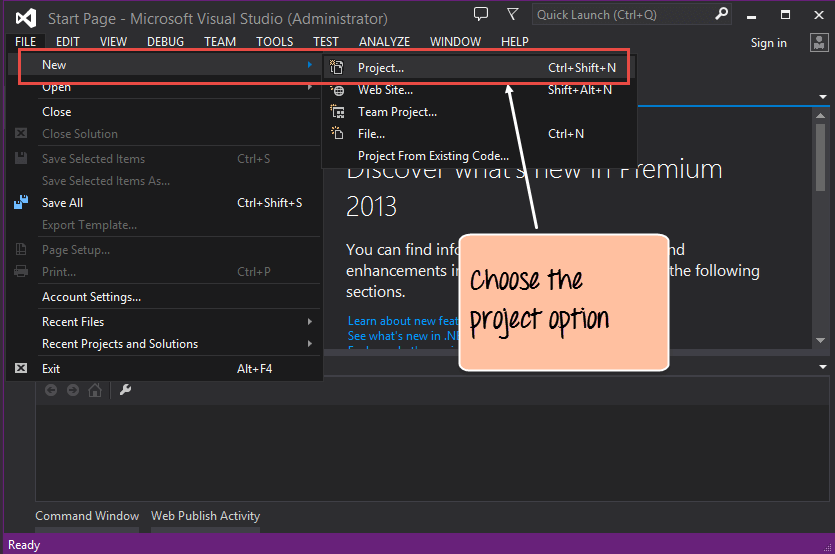 Start Page - Microsoft Visual Studio (Administrator)
Quick Launch (Ctrl+Q)
FILE EDIT VIEW DEBUG TEAM TOOLS TEST ANALYZE WINDOW HELP
Sign in
New
Project... Ctrl+Shift+N
Open
Web Site... Shift+Alt+N
Close
Team Project...
Close Solution
File... Ctrl+N
Project From Existing Code...
Save Selected Items Ctrl+S
Save Selected Items As...
Save All Ctrl+Shift+S
Export Template...
Page Setup...
Print... Ctrl+P
Account Settings...
Recent Files
Recent Projects and Solutions
Exit Alt+F4
Discover what's new in Premium
2013
You can find
enhancements
the following
sections.
Learn about new
See what's new in
Choose the
project option
Command Window Web Publish Activity
Ready